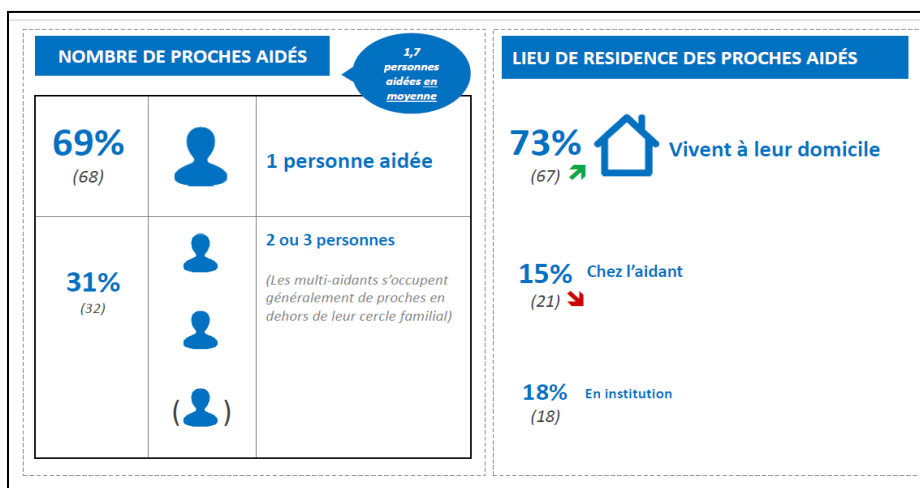 NOMBRE DE PROCHES AIDÉS
1,7
personnes
aidées en
moyenne
69%
(68)
1 personne aidée
31%
(32)
2 ou 3 personnes
(Les multi-aidants s'occupent
généralement de proches en
dehors de leur cercle familial)
( )
LIEU DE RESIDENCE DES PROCHES AIDÉS
73%
(67)
Vivent à leur domicile
15%
(21)
Chez l'aidant
18%
(18)
En institution